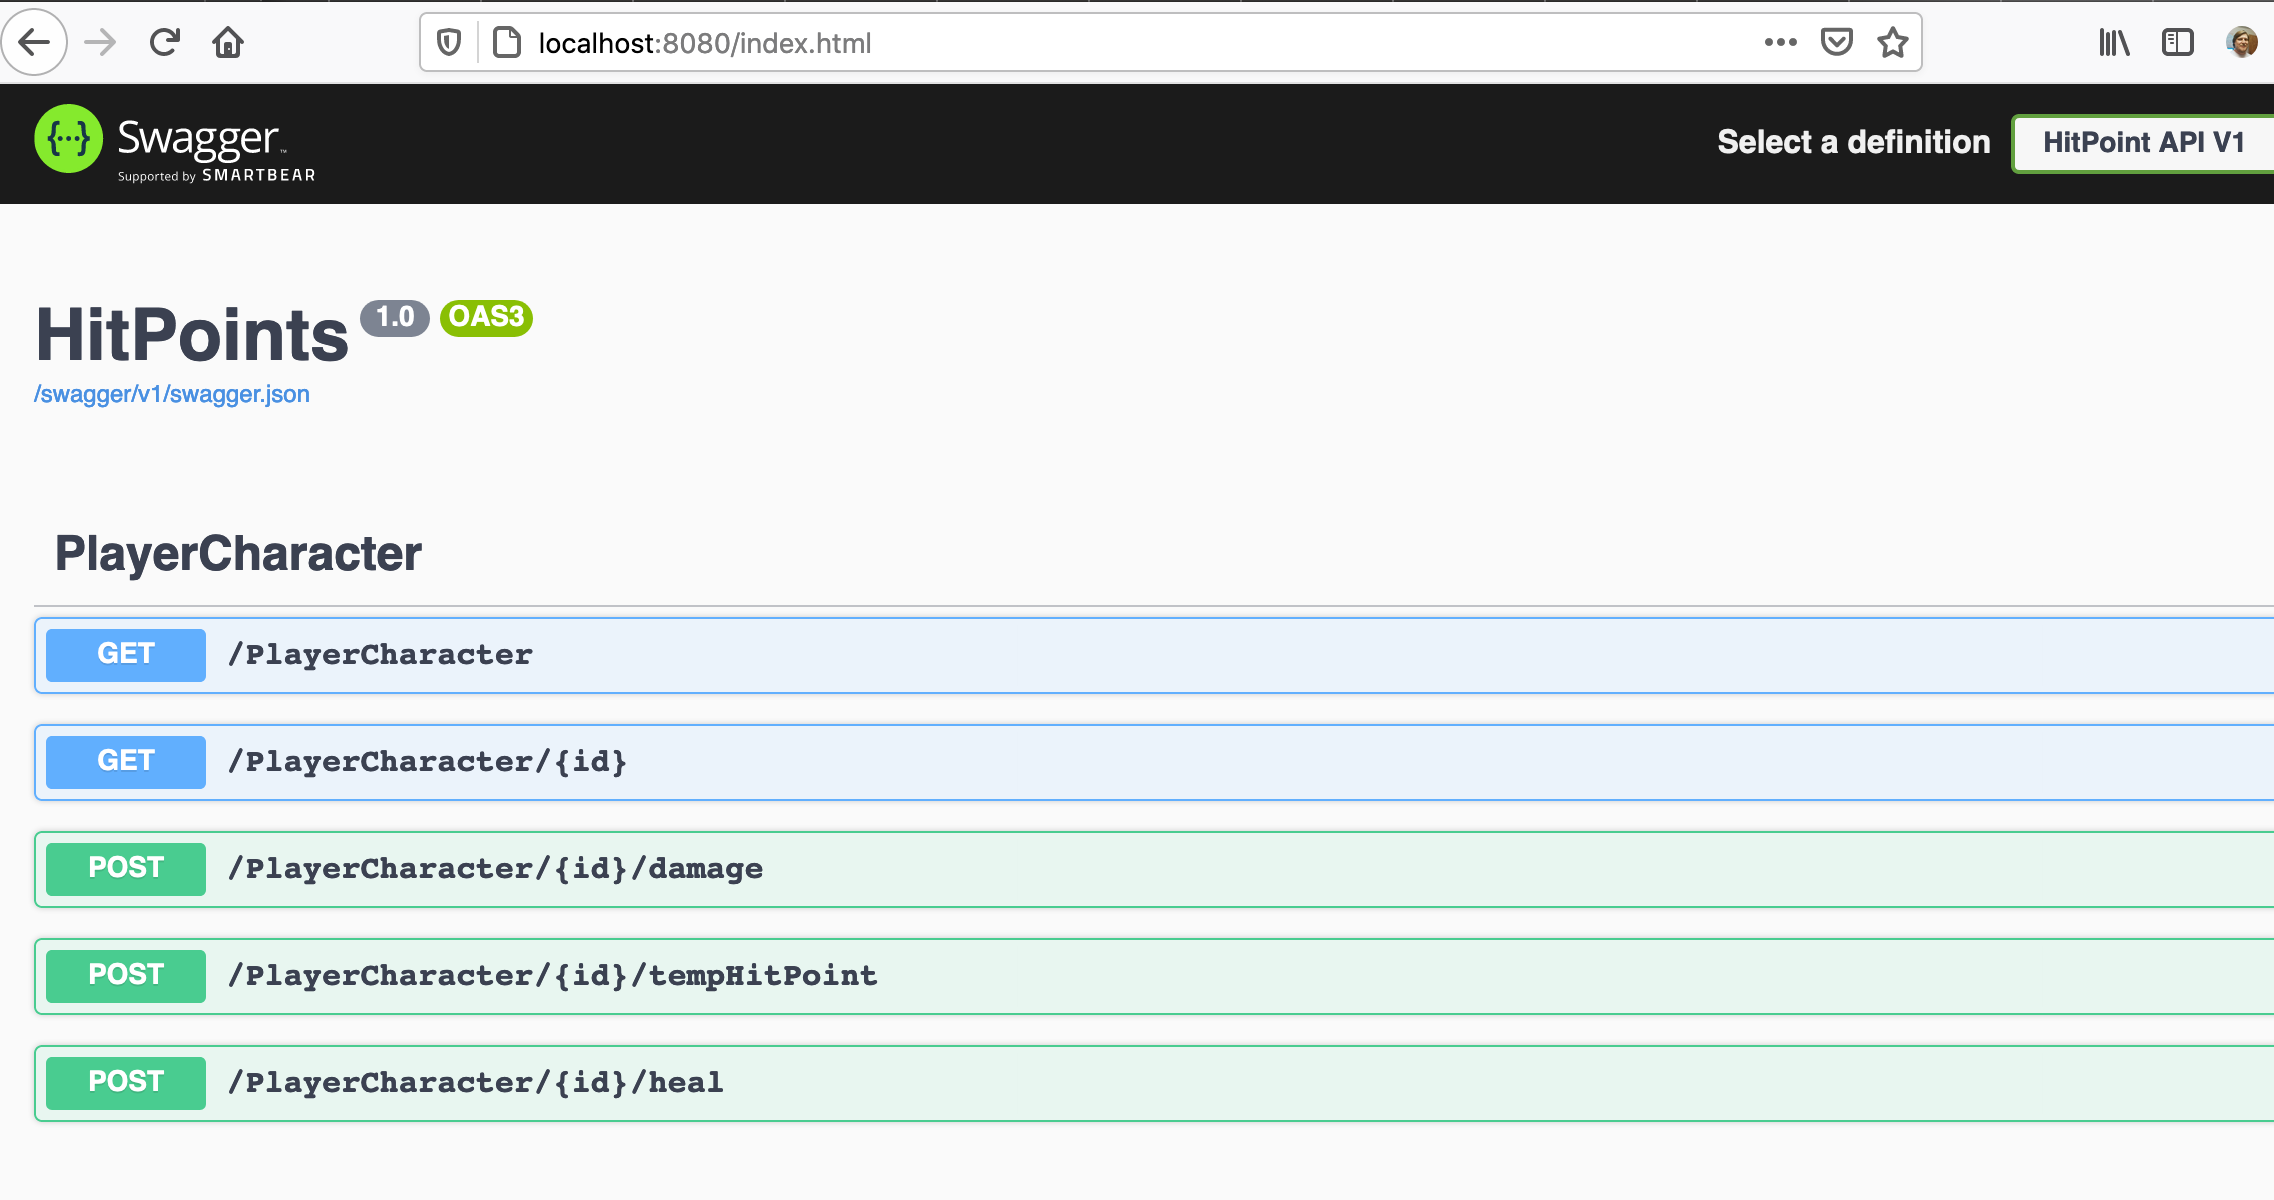 localhost:8080/index.html
{...} Swagger™
Supported by SMARTBEAR
Select a definition
HitPoint API V1
HitPoints 1.0 OAS3
/swagger/v1/swagger.json
PlayerCharacter
GET /PlayerCharacter
GET /PlayerCharacter/{id}
POST /PlayerCharacter/{id}/damage
POST /PlayerCharacter/{id}/tempHitPoint
POST /PlayerCharacter/{id}/heal